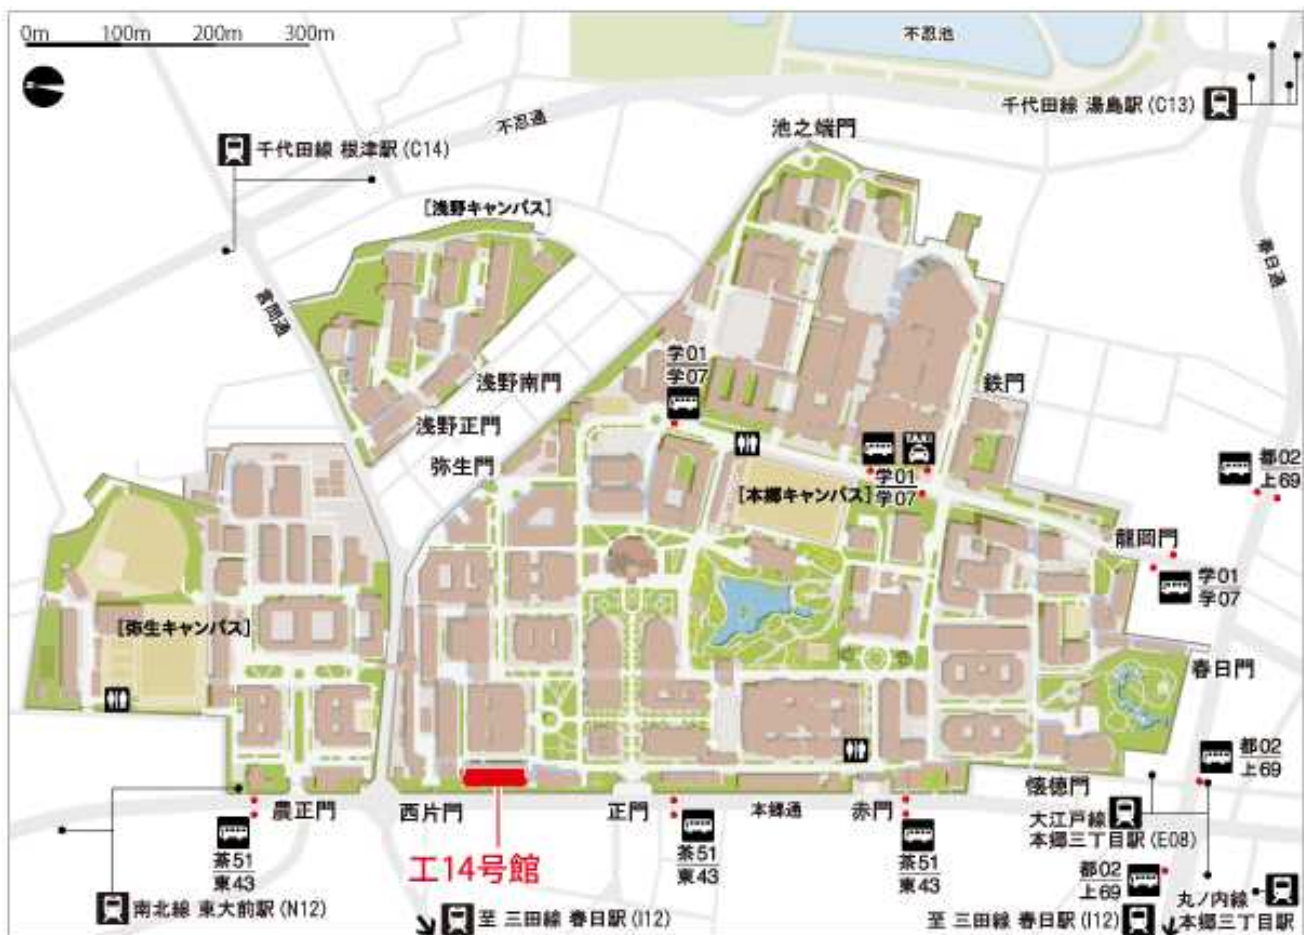 0m 100m 200m 300m
不忍池
千代田線 湯島駅(C13)
不忍通
池之端門
千代田線 根津駅(C14)
[浅野キャンパス]
春日通
言問通
学01
学07
浅野南門
鉄門
浅野正門
弥生門
TAXI
学01
学07
[本郷キャンパス]
都02
上69
龍岡門
学01
学07
[弥生キャンパス]
春日門
都02
上69
農正門
西片門
正門
本郷通
赤門
懐徳門
大江戸線
本郷三丁目駅(E08)
茶51
東43
工14号館
茶51
東43
茶51
東43
都02
上69
丸ノ内線
本郷三丁目駅
南北線 東大前駅(N12)
至 三田線 春日駅(I12)
至 三田線 春日駅(I12)